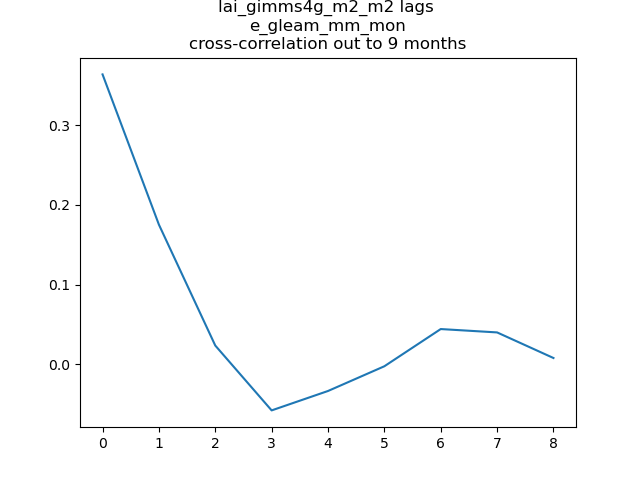 lai_gimms4g_m2_m2 lags
e_gleam_mm_mon
cross-correlation out to 9 months
0.3
0.2
0.1
0.0
0 1 2 3 4 5 6 7 8